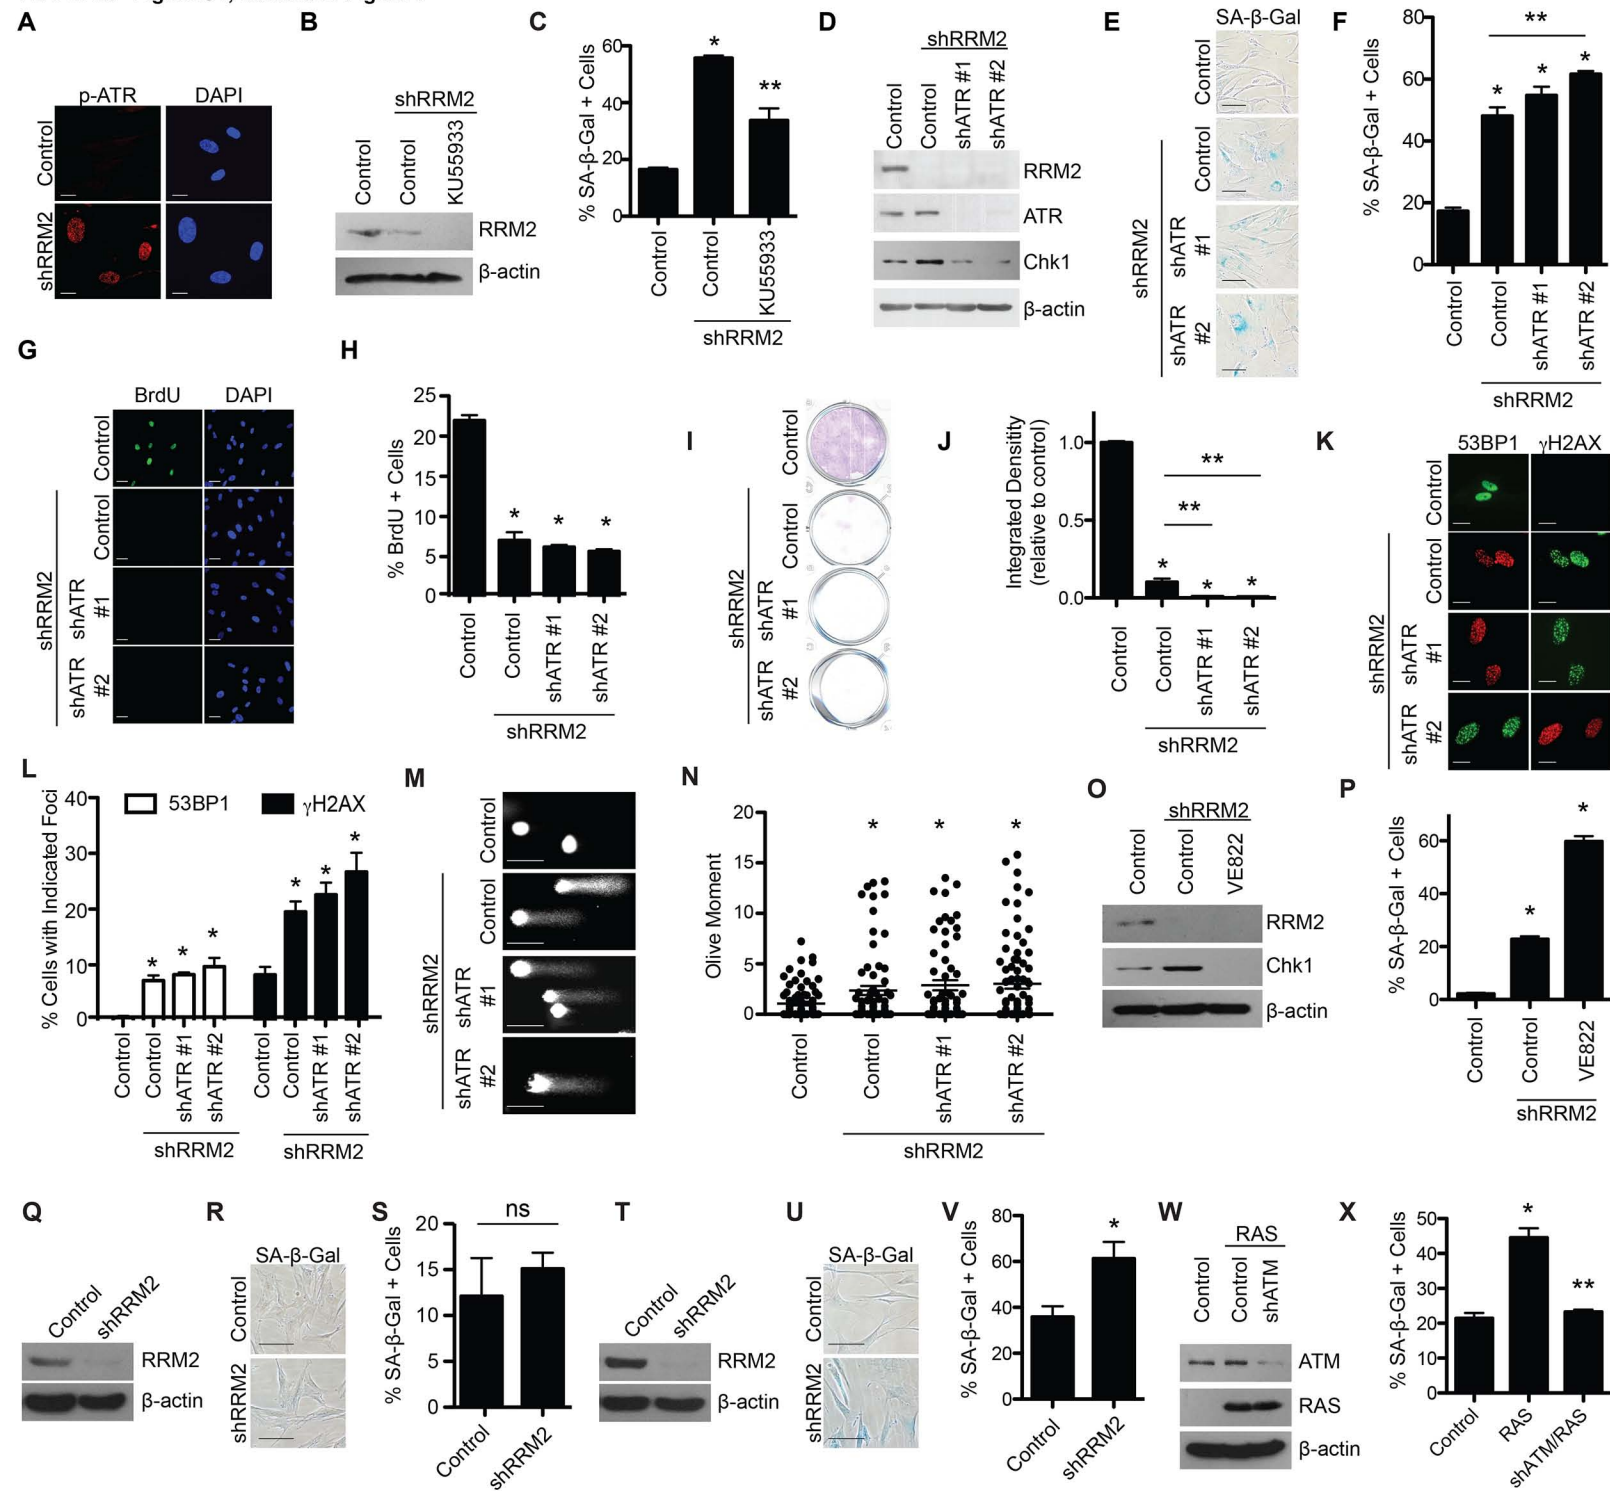 A
p-ATR
DAPI
Control
shRRM2
B
shRRM2
Control
Control
KU55933
RRM2
β-actin
C
% SA-β-Gal + Cells
60
40
20
0
*
**
Control
Control
KU55933
shRRM2
D
shRRM2
Control
Control
shATR #1
shATR #2
RRM2
ATR
Chk1
β-actin
E
SA-β-Gal
Control
Control
shATR
#1
shATR
#2
shRRM2
F
% SA-β-Gal + Cells
80
60
40
20
0
**
*
*
*
Control
Control
shATR #1
shATR #2
shRRM2
G
BrdU
DAPI
Control
Control
shATR
#1
shATR
#2
shRRM2
H
% BrdU + Cells
25
20
15
10
5
0
*
*
*
Control
Control
shATR #1
shATR #2
shRRM2
I
Control
Control
shATR
#1
shATR
#2
shRRM2
J
Integrated Densitity
(relative to control)
1.0
0.5
0.0
**
**
*
*
*
Control
Control
shATR #1
shATR #2
shRRM2
K
53BP1
γH2AX
Control
Control
shATR
#1
shATR
#2
shRRM2
L
% Cells with Indicated Foci
40
30
20
10
0
53BP1
γH2AX
*
*
*
*
*
*
Control
Control
shATR #1
shATR #2
Control
Control
shATR #1
shATR #2
shRRM2
shRRM2
M
Control
Control
shATR
#1
shATR
#2
shRRM2
N
Olive Moment
20
15
10
5
0
*
*
*
Control
Control
shATR #1
shATR #2
shRRM2
O
shRRM2
Control
Control
VE822
RRM2
Chk1
β-actin
P
% SA-β-Gal + Cells
60
40
20
0
*
*
Control
Control
VE822
shRRM2
Q
Control
shRRM2
RRM2
β-actin
R
SA-β-Gal
Control
shRRM2
S
% SA-β-Gal + Cells
20
15
10
5
0
ns
Control
shRRM2
T
Control
shRRM2
RRM2
β-actin
U
SA-β-Gal
Control
shRRM2
V
% SA-β-Gal + Cells
80
60
40
20
0
*
Control
shRRM2
W
RAS
Control
Control
shATM
ATM
RAS
β-actin
X
% SA-β-Gal + Cells
50
40
30
20
10
0
*
**
Control
RAS
shATM/RAS